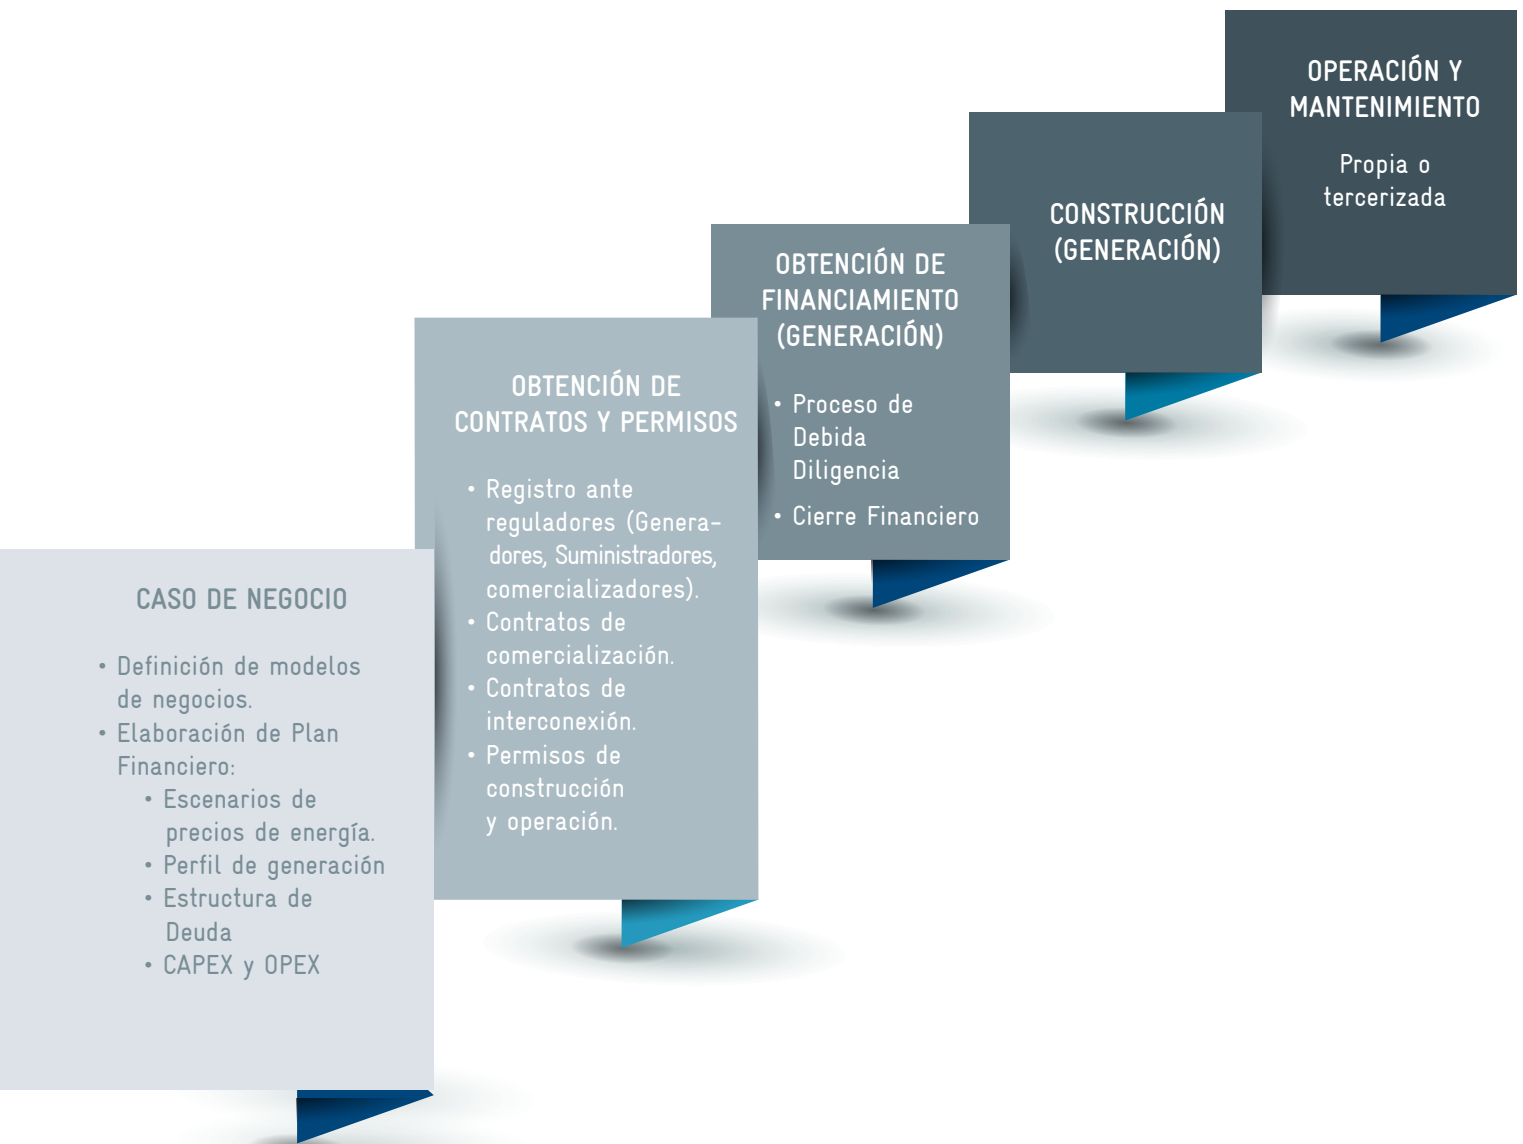 CASO DE NEGOCIO
• Definición de modelos
de negocios.
• Elaboración de Plan
Financiero:
• Escenarios de
precios de energía.
• Perfil de generación
• Estructura de
Deuda
• CAPEX y OPEX
OBTENCIÓN DE
CONTRATOS Y PERMISOS
• Registro ante
reguladores (Genera-
dores, Suministradores,
comercializadores).
• Contratos de
comercialización.
• Contratos de
interconexión.
• Permisos de
construcción
y operación.
OBTENCIÓN DE
FINANCIAMIENTO
(GENERACIÓN)
• Proceso de
Debida
Diligencia
• Cierre Financiero
CONSTRUCCIÓN
(GENERACIÓN)
OPERACIÓN Y
MANTENIMIENTO
Propia o
tercerizada